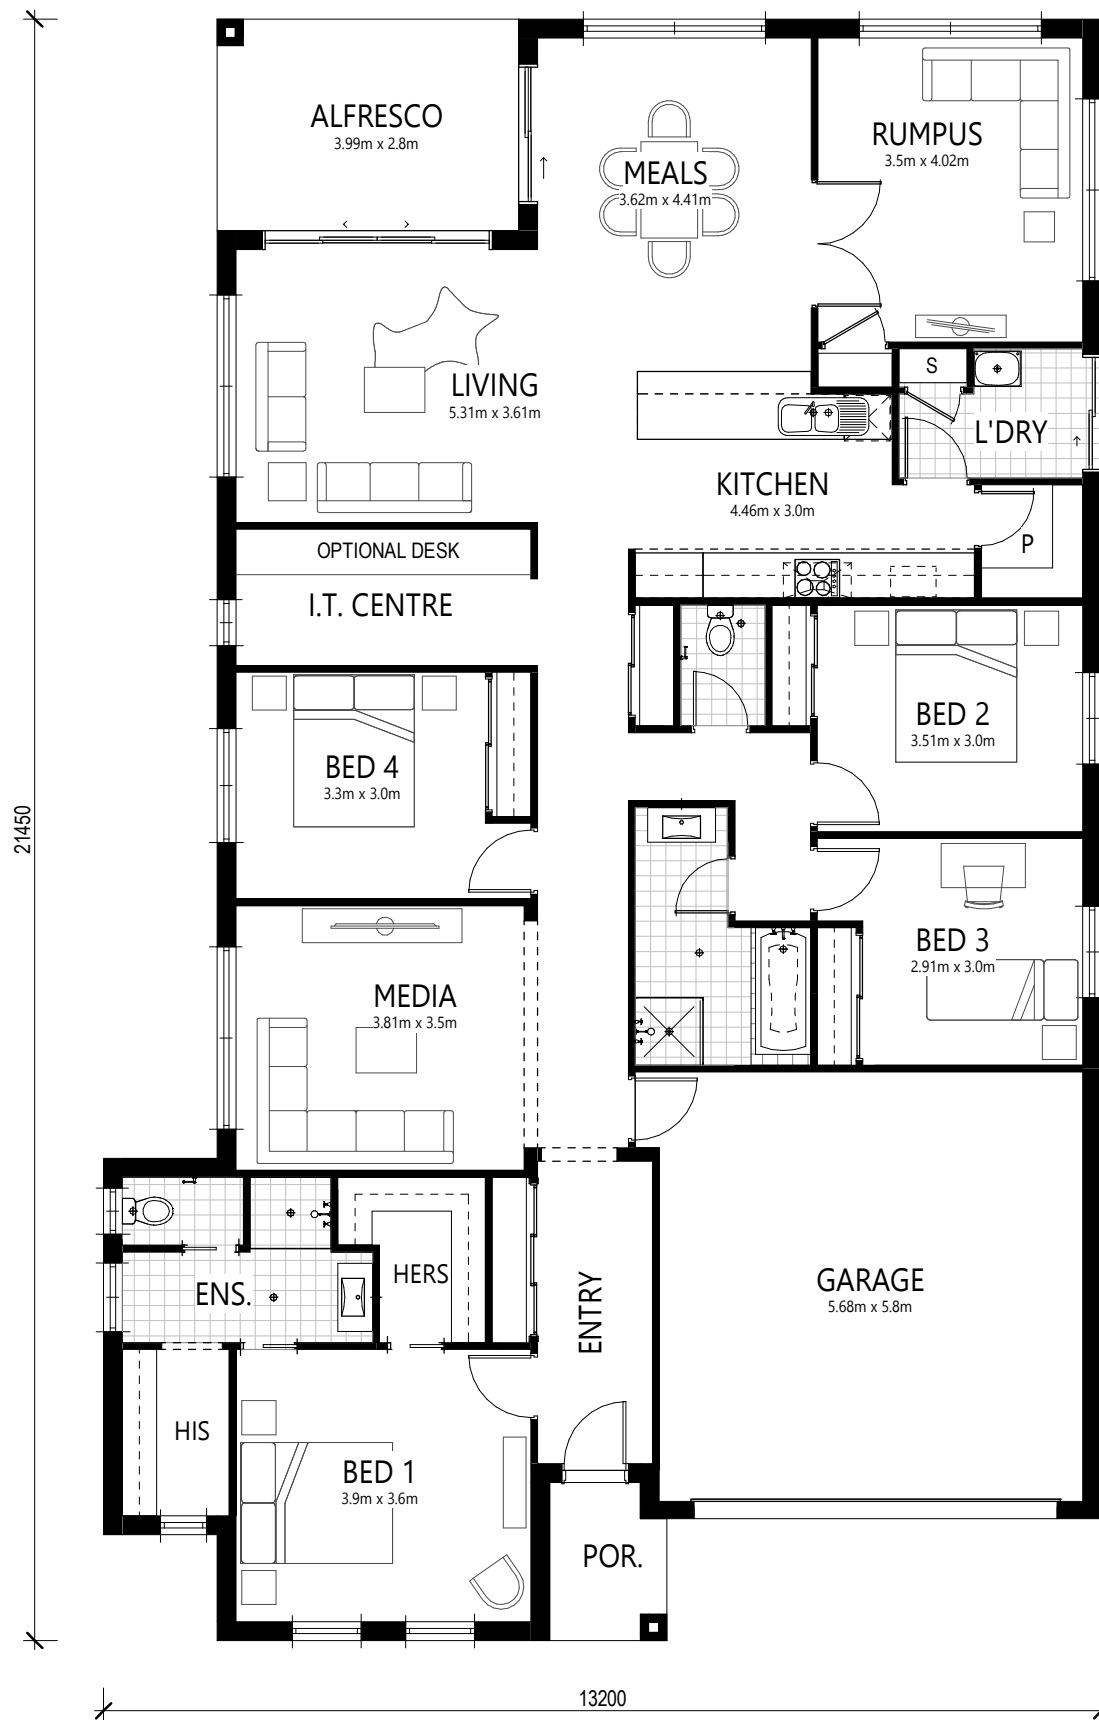 ALFRESCO
3.99m x 2.8m
MEALS
3.62m x 4.41m
RUMPUS
3.5m x 4.02m
LIVING
5.31m x 3.61m
S
L'DRY
KITCHEN
4.46m x 3.0m
P
OPTIONAL DESK
I.T. CENTRE
BED 2
3.51m x 3.0m
BED 4
3.3m x 3.0m
21450
BED 3
2.91m x 3.0m
MEDIA
3.81m x 3.5m
ENS.
HERS
ENTRY
GARAGE
5.68m x 5.8m
HIS
BED 1
3.9m x 3.6m
POR.
13200